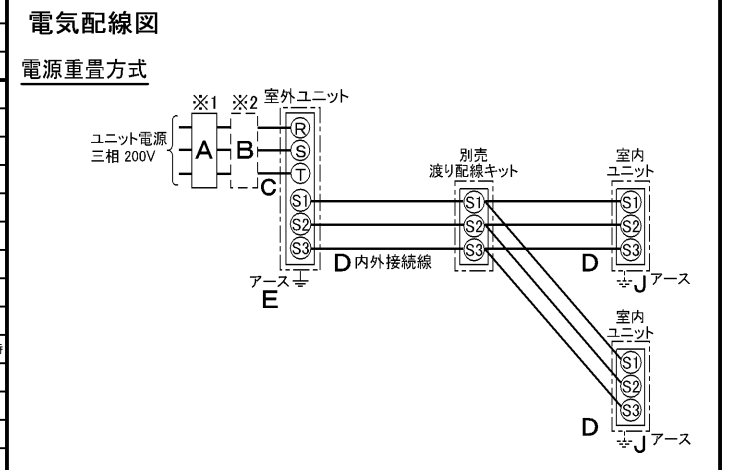 電気配線図
電源重畳方式
※1 ※2 室外ユニット
ユニット電源
三相 200V
A
B
C
R
S
T
S1
S2
S3
アース
E
D 内外接続線
別売
渡り配線キット
S1
S2
S3
室内
ユニット
S1
S2
S3
D
J アース
室内
ユニット
S1
S2
S3
D
J アース